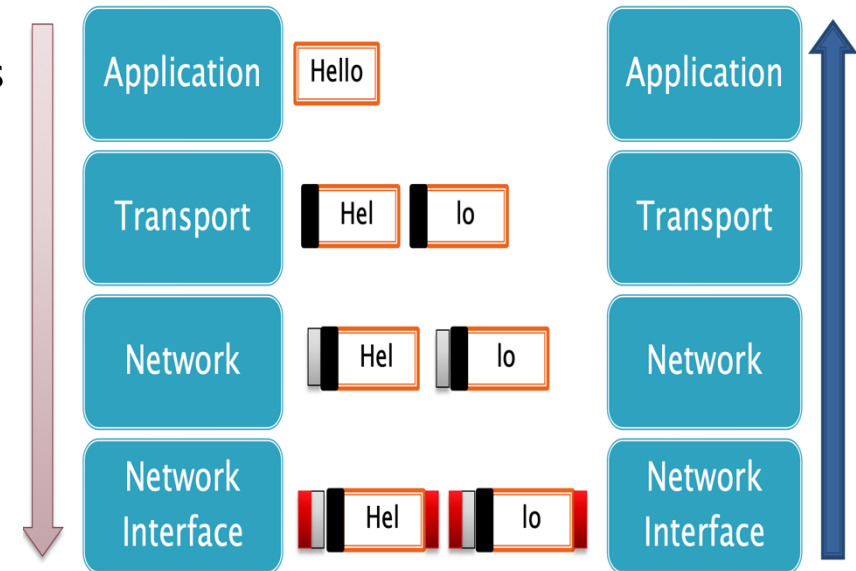 s
Application Hello Application
Transport Hel lo Transport
Network Hel lo Network
Network
Interface
Hel lo
Network
Interface